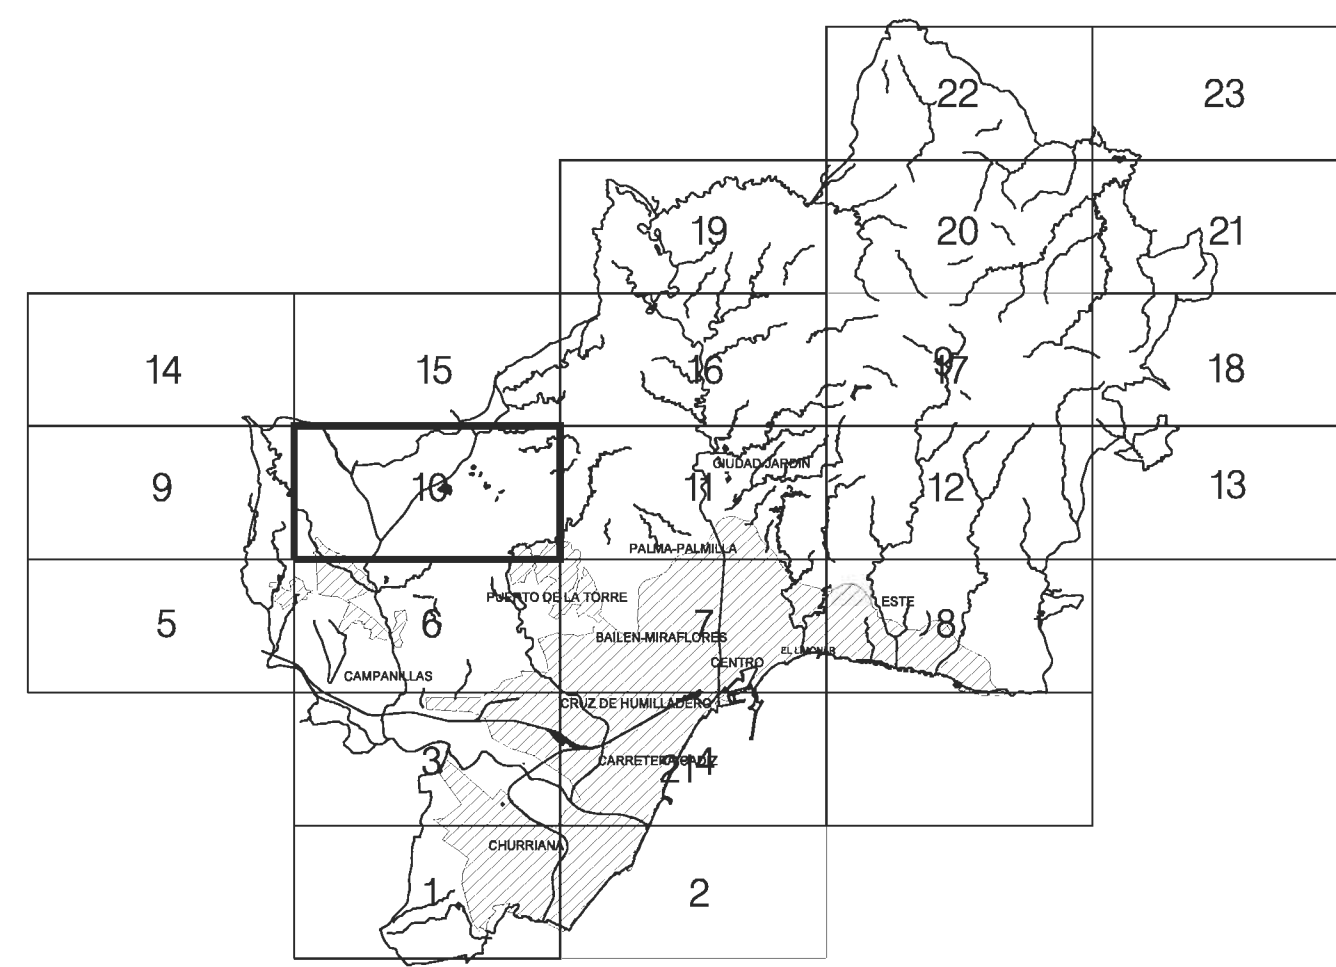 22
23
19
20
21
14
15
16
9
17
18
CIUDAD JARDIN
9
10
11
12
13
PALMA-PALMILLA
PUERTO DE LA TORRE
ESTE
5
6
7
8
BAILEN-MIRAFLORES
EL LIMONAR
CENTRO
CAMPANILLAS
CRUZ DE HUMILLADERO
3
CARRETERA CADIZ
4
CHURRIANA
1
2